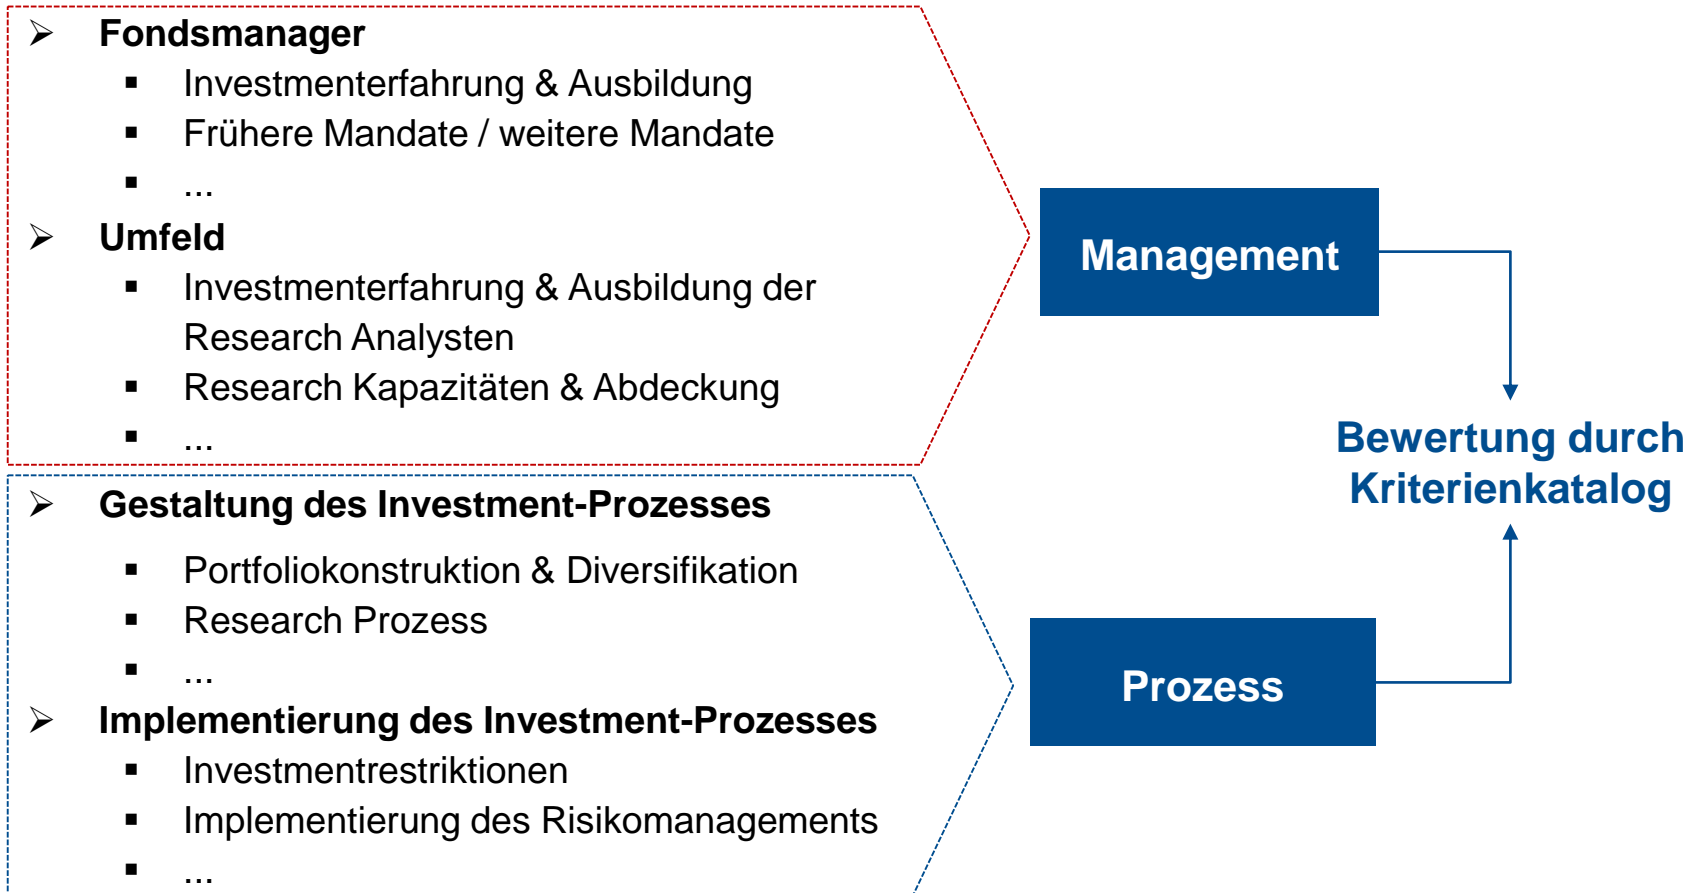 ➢ Fondsmanager
▪ Investmenterfahrung & Ausbildung
▪ Frühere Mandate / weitere Mandate
▪ ...
➢ Umfeld
▪ Investmenterfahrung & Ausbildung der
Research Analysten
▪ Research Kapazitäten & Abdeckung
▪ ...
Management
Bewertung durch
Kriterienkatalog
➢ Gestaltung des Investment-Prozesses
▪ Portfoliokonstruktion & Diversifikation
▪ Research Prozess
▪ ...
➢ Implementierung des Investment-Prozesses
▪ Investmentrestriktionen
▪ Implementierung des Risikomanagements
▪ ...
Prozess